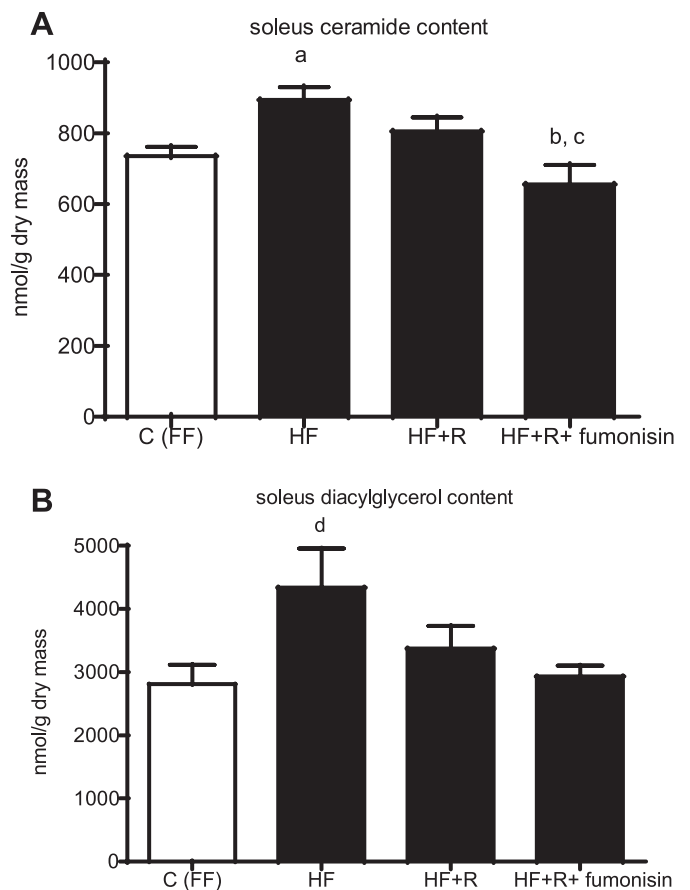 A
soleus ceramide content
a
1000
800
b, c
600
nmol/g dry mass
400
200
0
C (FF) HF HF+R HF+R+ fumonisin
B
soleus diacylglycerol content
d
5000
4000
3000
nmol/g dry mass
2000
1000
0
C (FF) HF HF+R HF+R+ fumonisin